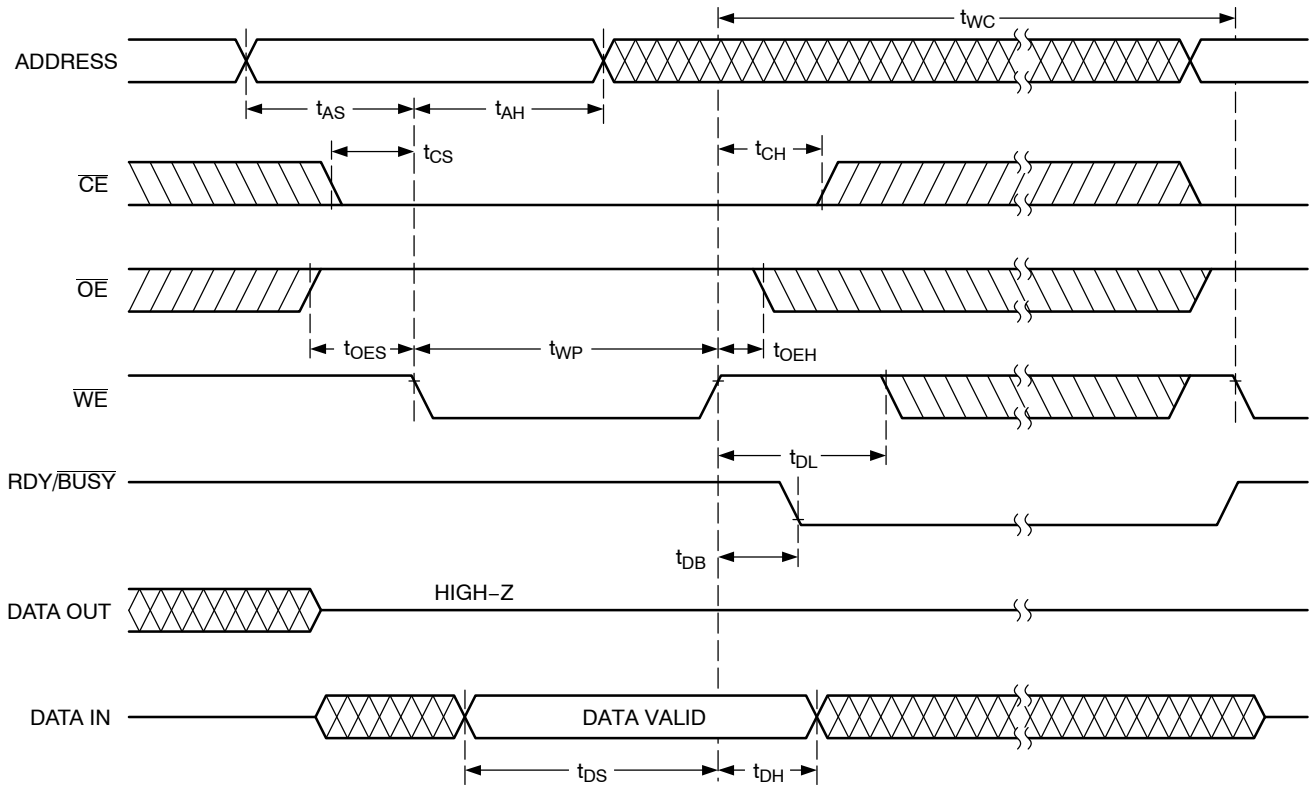 tWC
ADDRESS
tAS
tAH
tCS
tCH
CE
OE
tOES
tWP
tOEH
WE
tDL
RDY/BUSY
tDB
HIGH–Z
DATA OUT
DATA IN
DATA VALID
tDS
tDH